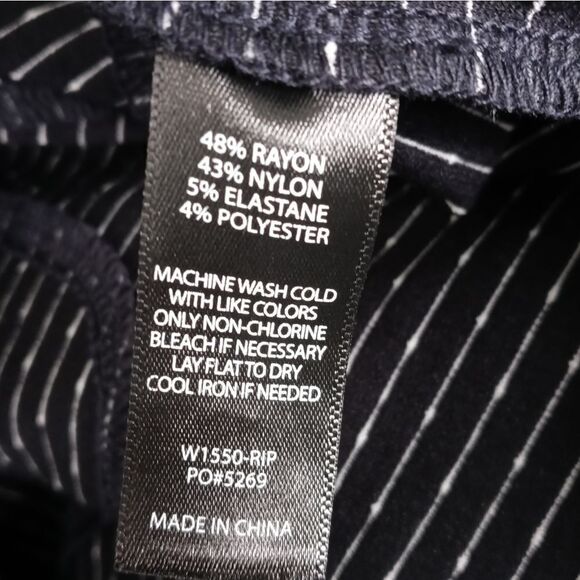 48% RAYON
43% NYLON
5% ELASTANE
4% POLYESTER
MACHINE WASH COLD
WITH LIKE COLORS
ONLY NON-CHLORINE
BLEACH IF NECESSARY
LAY FLAT TO DRY
COOL IRON IF NEEDED
W1550-RIP
PO#5269
MADE IN CHINA